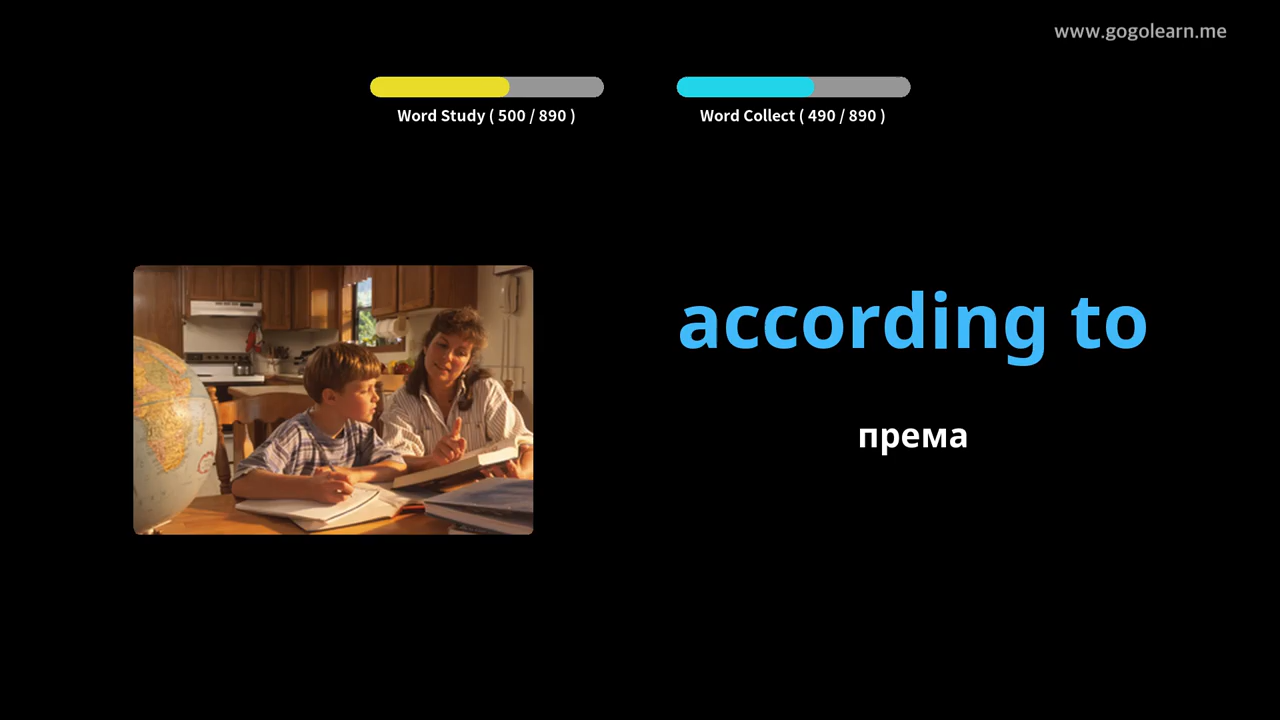 www.gogolearn.me
Word Study ( 500 / 890 )
Word Collect ( 490 / 890 )
according to
према